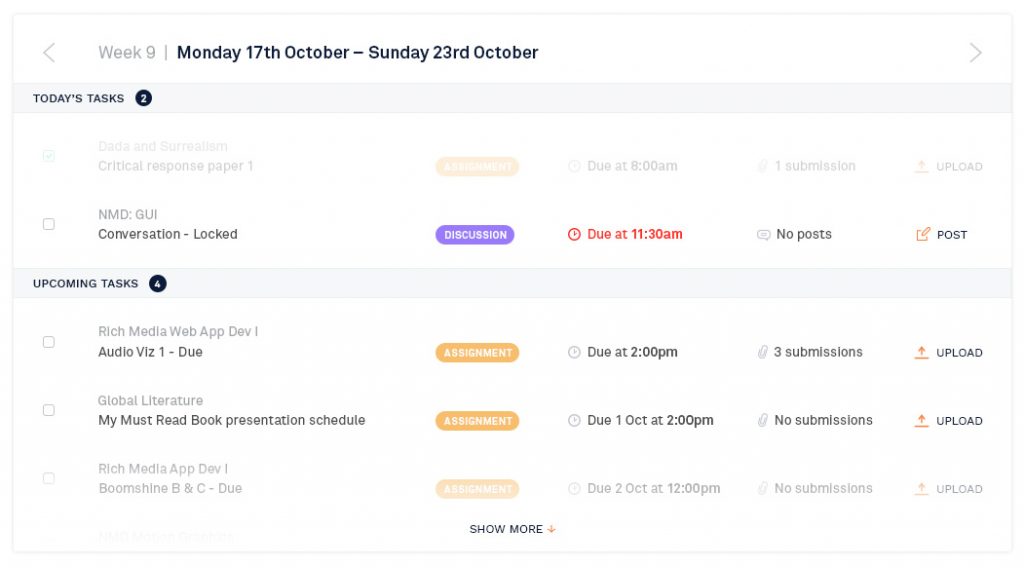 Week 9 | Monday 17th October – Sunday 23rd October
TODAY'S TASKS 2
Dada and Surrealism
Critical response paper 1 ASSIGNMENT Due at 8:00am 1 submission UPLOAD
NMD: GUI
Conversation - Locked DISCUSSION Due at 11:30am No posts POST
UPCOMING TASKS 4
Rich Media Web App Dev I
Audio Viz 1 - Due ASSIGNMENT Due at 2:00pm 3 submissions UPLOAD
Global Literature
My Must Read Book presentation schedule ASSIGNMENT Due 1 Oct at 2:00pm No submissions UPLOAD
Rich Media App Dev I
Boomshine B & C - Due ASSIGNMENT Due 2 Oct at 12:00pm No submissions UPLOAD
SHOW MORE
NMD Motion Graphics